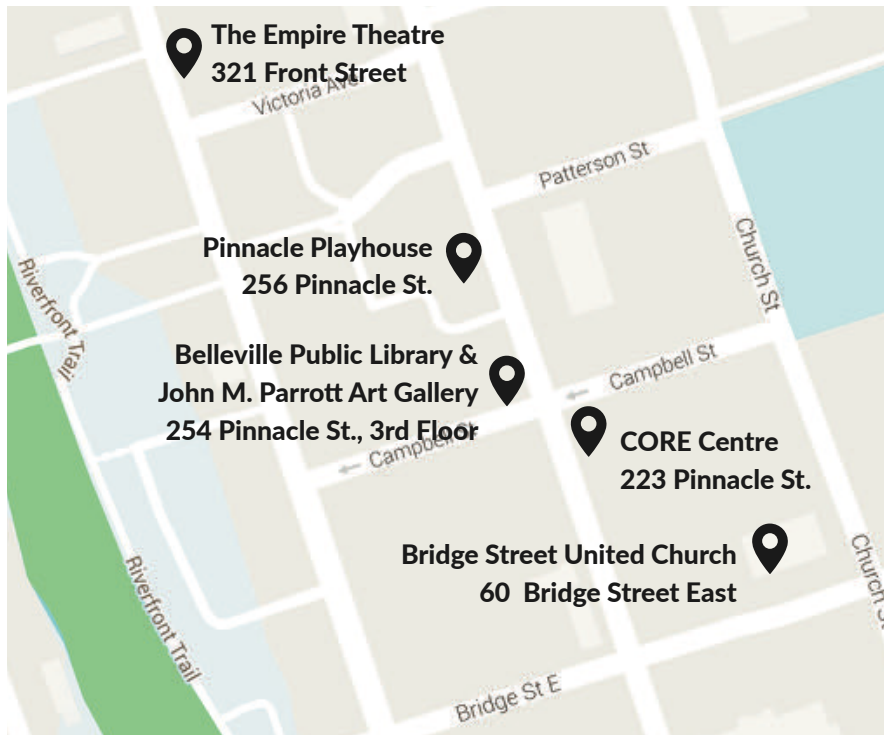 The Empire Theatre
321 Front Street
Victoria Ave
Patterson St
Pinnacle Playhouse
256 Pinnacle St.
Church St
Riverfront Trail
Belleville Public Library &
John M. Parrott Art Gallery
254 Pinnacle St., 3rd Floor
Campbell St
Campbell St
CORE Centre
223 Pinnacle St.
Bridge Street United Church
60 Bridge Street East
Church St
Riverfront Trail
Bridge St E